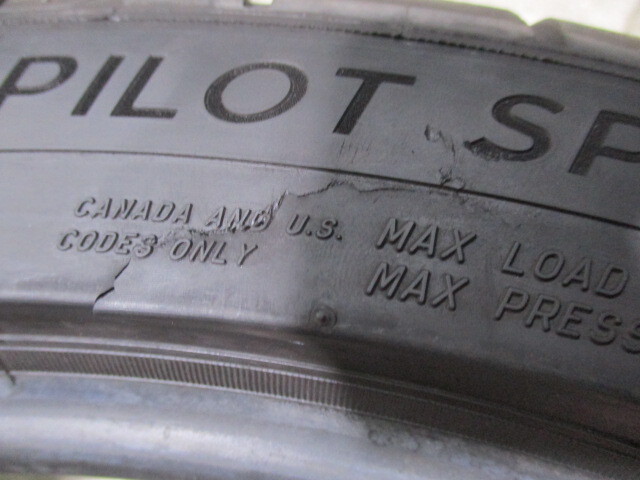 PILOT SP
CANADA AND U.S.
CODES ONLY
MAX LOAD
MAX PRESS